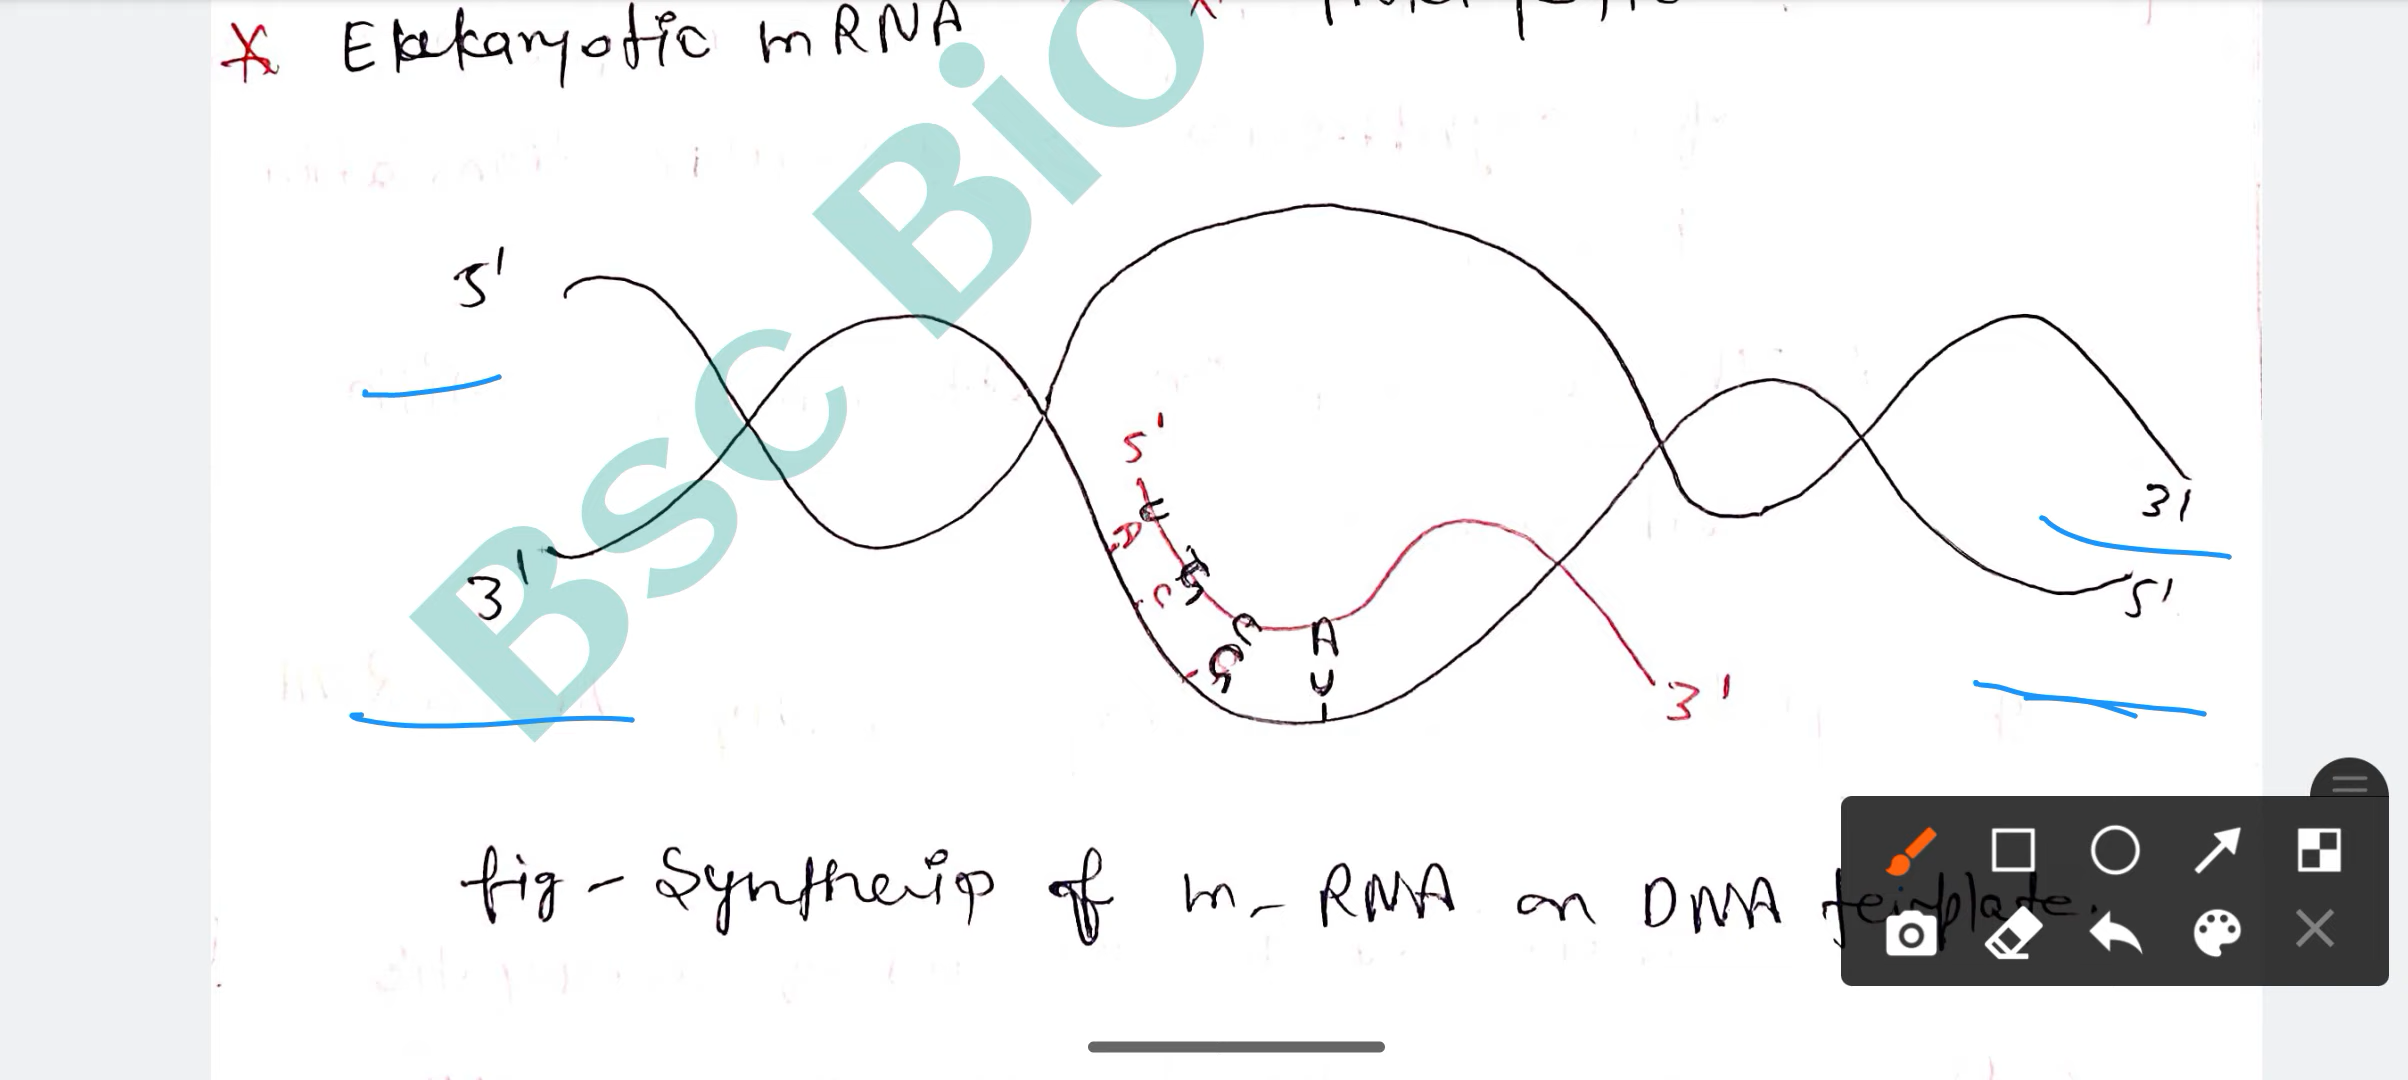 * Eukaryotic mRNA
BSc Bio
5'
3'
5'
A
C
G
C
G
A
U
3'
3'
5'
fig - Synthesis of m-RNA on DNA template.